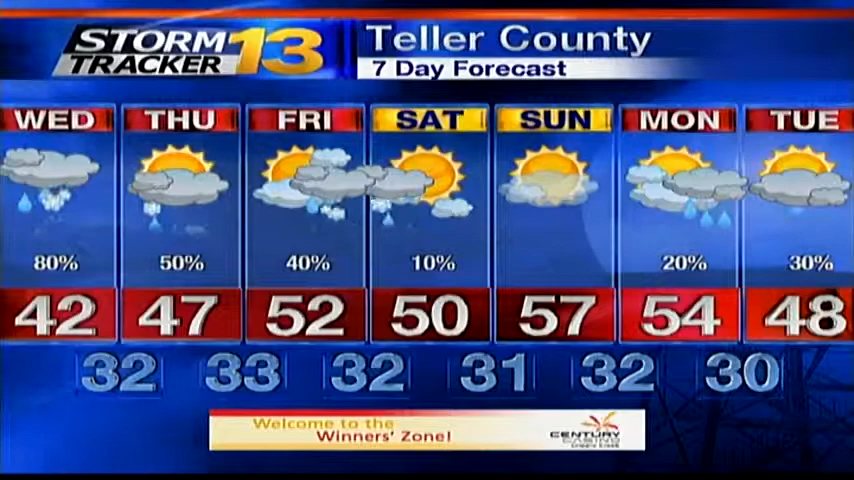 STORM
TRACKER 13
Teller County
7 Day Forecast
WED THU FRI SAT SUN MON TUE
80% 50% 40% 10% 20% 30%
42 47 52 50 57 54 48
32 33 32 31 32 30
Welcome to the
Winners' Zone!
CENTURY
CASINO